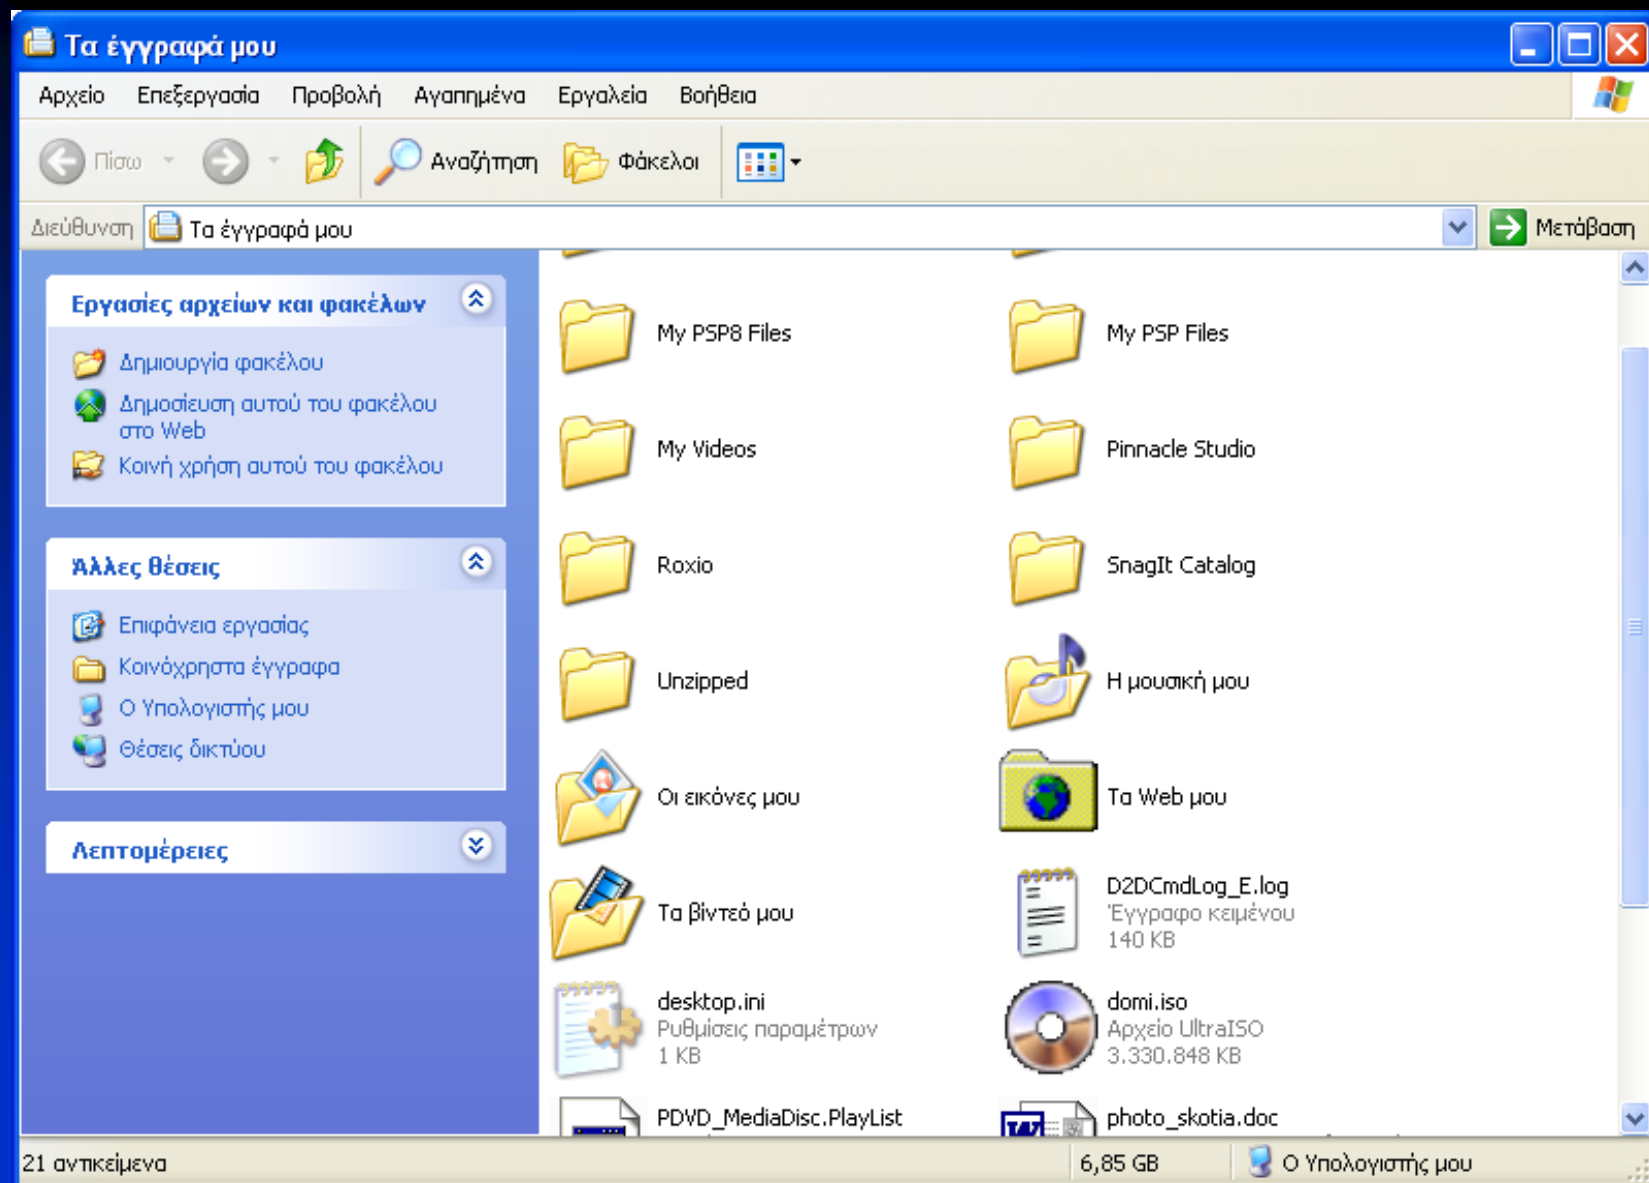 Τα έγγραφά μου
Αρχείο Επεξεργασία Προβολή Αγαπημένα Εργαλεία Βοήθεια
Πίσω Αναζήτηση Φάκελοι
Διεύθυνση Τα έγγραφά μου Μετάβαση
Εργασίες αρχείων και φακέλων
Δημιουργία φακέλου
Δημοσίευση αυτού του φακέλου
στο Web
Κοινή χρήση αυτού του φακέλου
Άλλες θέσεις
Επιφάνεια εργασίας
Κοινόχρηστα έγγραφα
Ο Υπολογιστής μου
Θέσεις δικτύου
Λεπτομέρειες
My PSP8 Files
My PSP Files
My Videos
Pinnacle Studio
Roxio
SnagIt Catalog
Unzipped
Η μουσική μου
Οι εικόνες μου
Τα Web μου
Τα βίντεό μου
D2DCmdLog_E.log
Έγγραφο κειμένου
140 KB
desktop.ini
Ρυθμίσεις παραμέτρων
1 KB
domi.iso
Αρχείο UltraISO
3.330.848 KB
PDVD_MediaDisc.PlayList
photo_skotia.doc
21 αντικείμενα 6,85 GB Ο Υπολογιστής μου